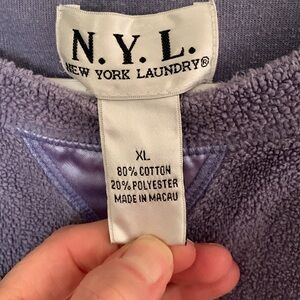 N.Y.L.
NEW YORK LAUNDRY®
XL
80% COTTON
20% POLYESTER
MADE IN MACAU